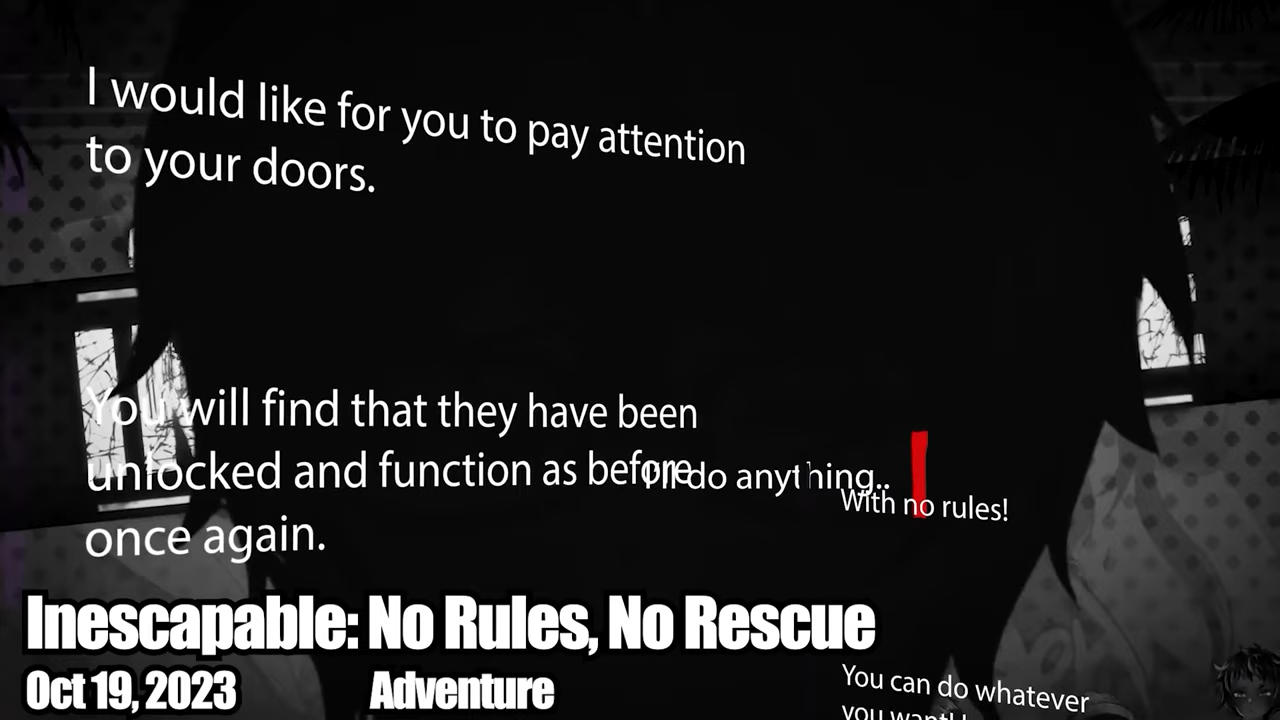 I would like for you to pay attention
to your doors.
You will find that they have been
unlocked and function as before
once again.
I'll do anything..
With no rules!
Inescapable: No Rules, No Rescue
Oct 19, 2023 Adventure
You can do whatever
you want!